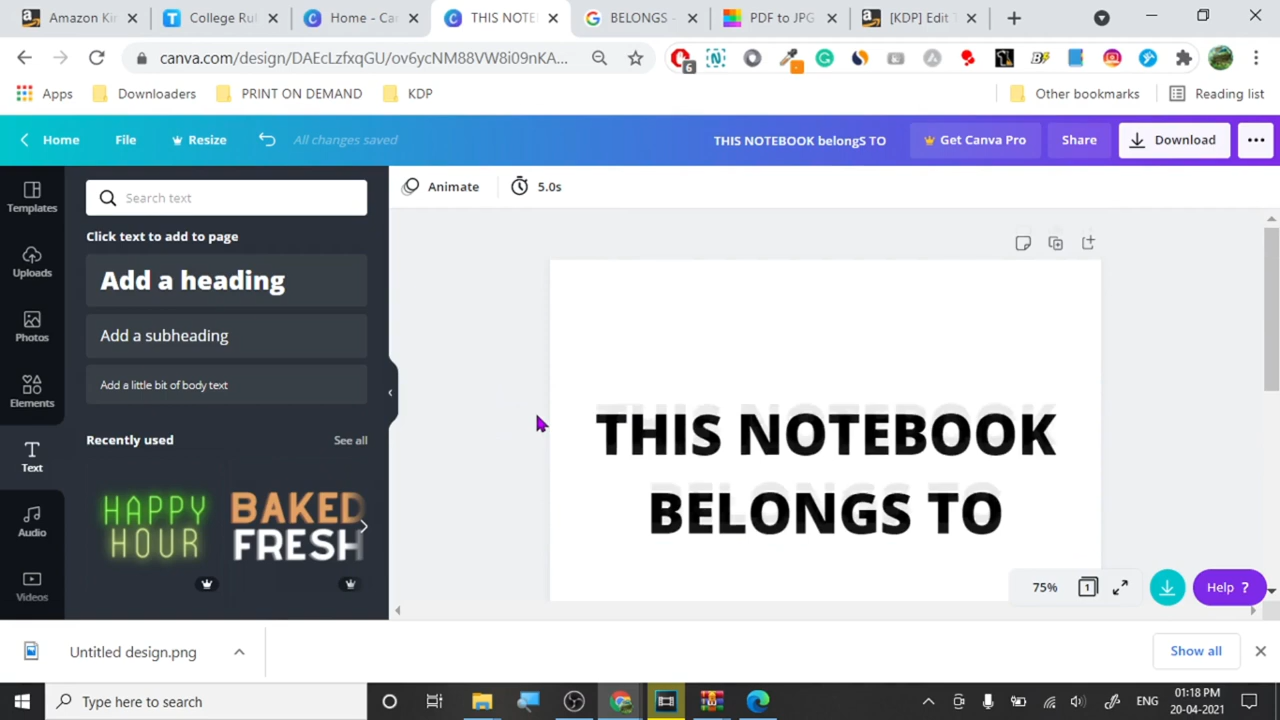 Amazon Ki
College Rul
Home - Ca
THIS NOTE
BELONGS -
PDF to JPG
[KDP] Edit T
canva.com/design/DAEcLzfxqGU/ov6ycNM88VW8i09nKA...
6
Apps
Downloaders
PRINT ON DEMAND
KDP
Other bookmarks
Reading list
Home
File
Resize
All changes saved
THIS NOTEBOOK belongS TO
Get Canva Pro
Share
Download
Templates
Uploads
Photos
Elements
Text
Audio
Videos
Search text
Click text to add to page
Add a heading
Add a subheading
Add a little bit of body text
Recently used
See all
HAPPY
HOUR
BAKED
FRESH
Animate
5.0s
THIS NOTEBOOK
BELONGS TO
75%
1
Help ?
Untitled design.png
Show all
Type here to search
ENG
01:18 PM
20-04-2021